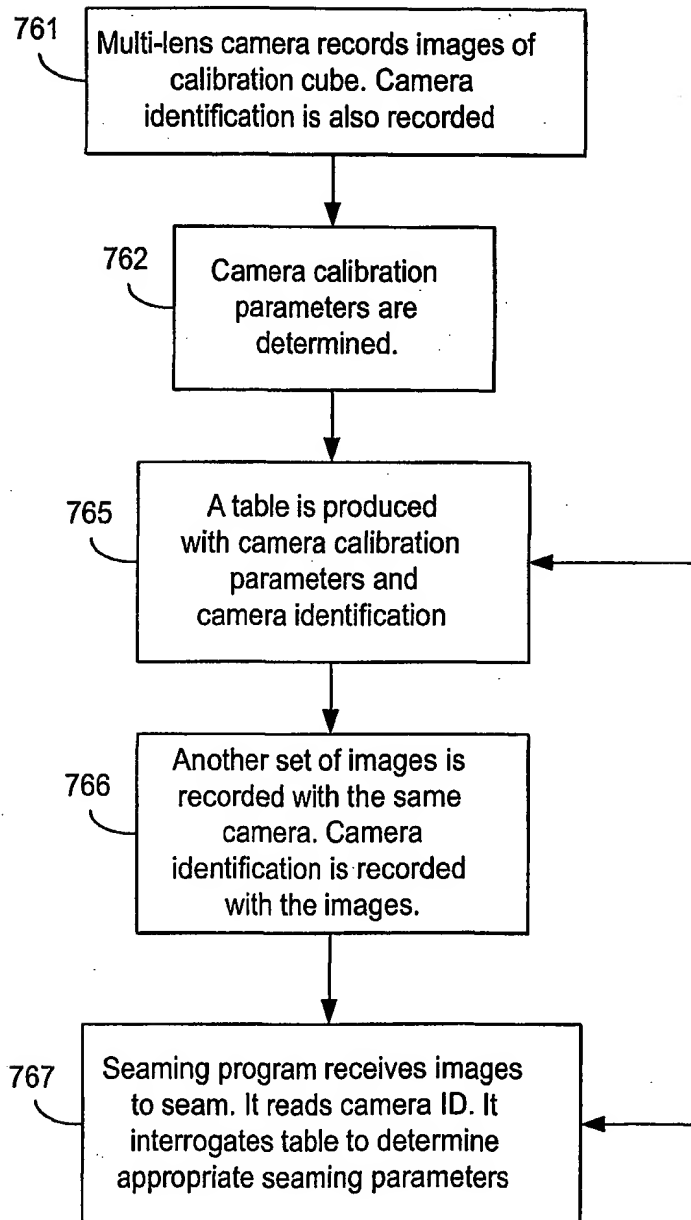 761
Multi-lens camera records images of
calibration cube. Camera
identification is also recorded
762
Camera calibration
parameters are
determined.
765
A table is produced
with camera calibration
parameters and
camera identification
766
Another set of images is
recorded with the same
camera. Camera
identification is recorded
with the images.
767
Seaming program receives images
to seam. It reads camera ID. It
interrogates table to determine
appropriate seaming parameters